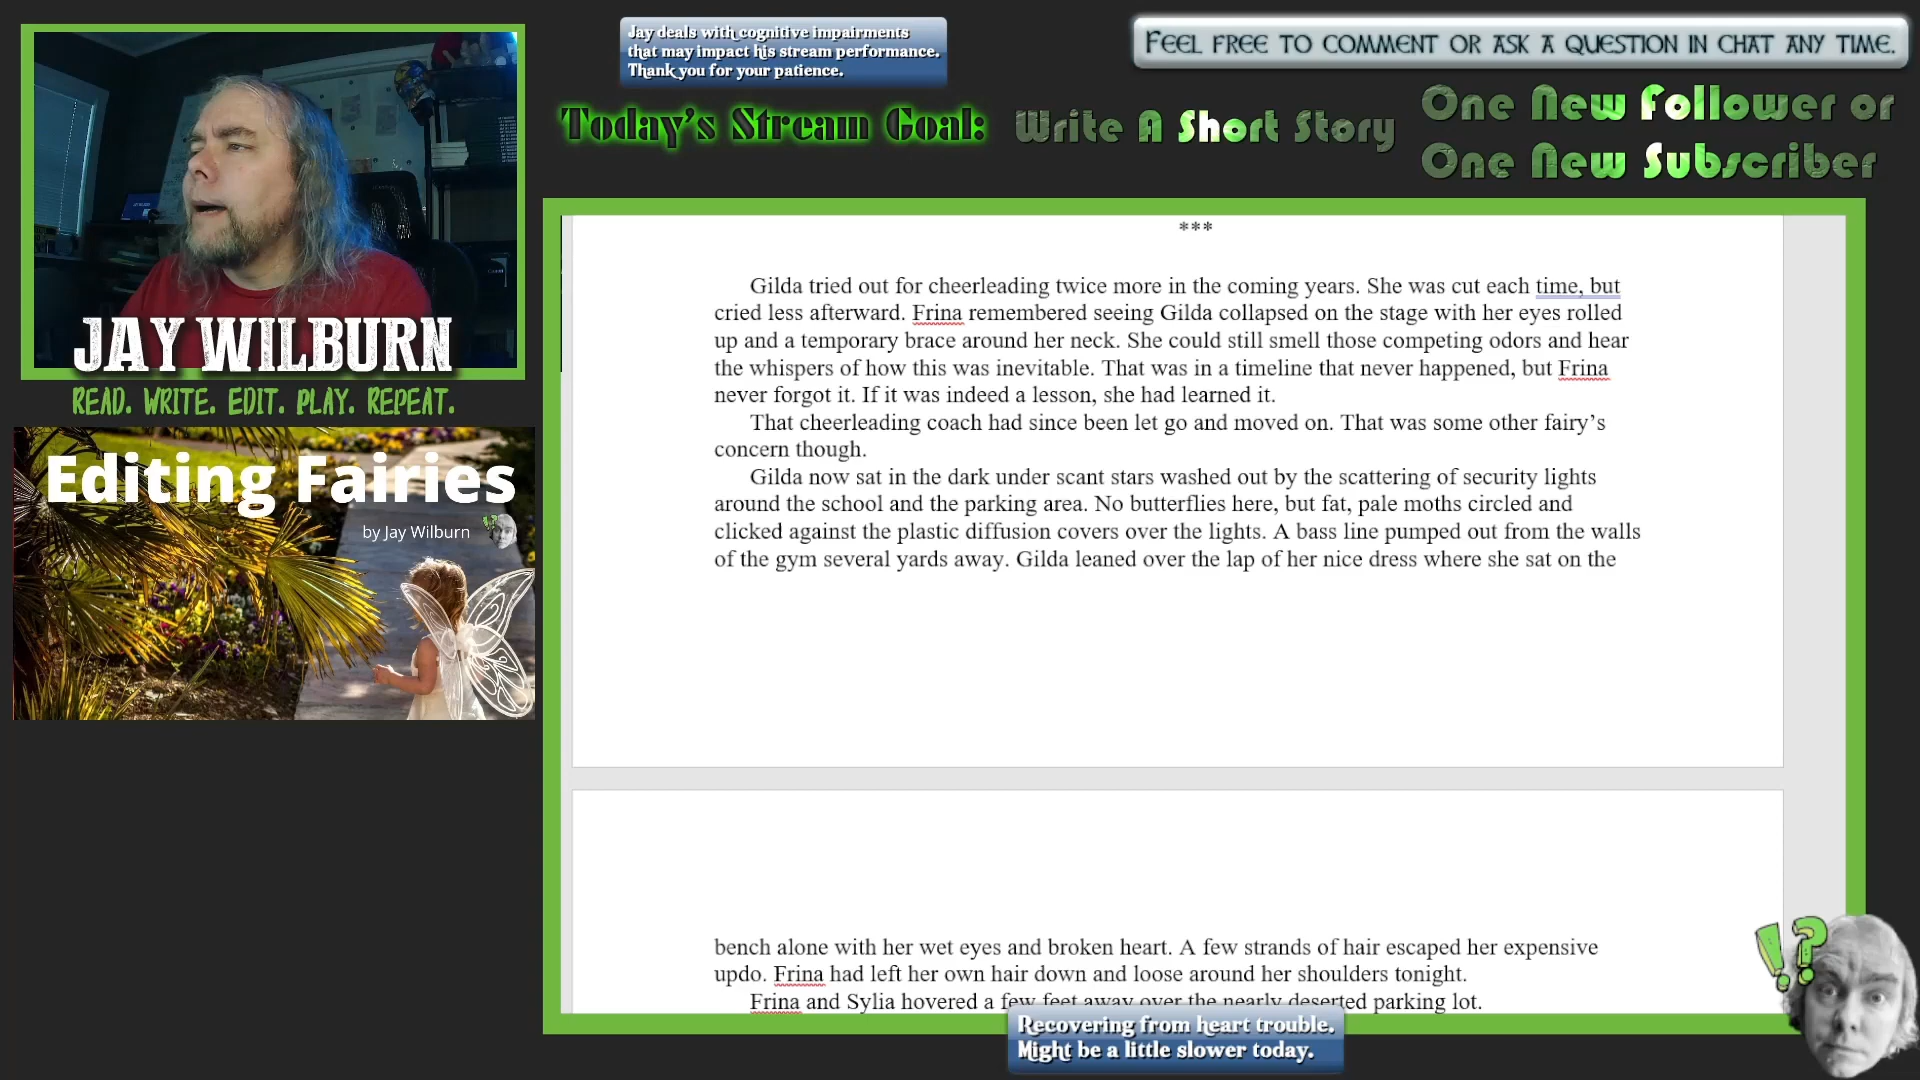 Jay deals with cognitive impairments
that may impact his stream performance.
Thank you for your patience.
FEEL FREE TO COMMENT OR ASK A QUESTION IN CHAT ANY TIME.
Today's Stream Goal:
Write A Short Story
One New Follower or
One New Subscriber
JAY WILBURN
READ. WRITE. EDIT. PLAY. REPEAT.
Editing Fairies
by Jay Wilburn
!?
***
Gilda tried out for cheerleading twice more in the coming years. She was cut each time, but
cried less afterward. Frina remembered seeing Gilda collapsed on the stage with her eyes rolled
up and a temporary brace around her neck. She could still smell those competing odors and hear
the whispers of how this was inevitable. That was in a timeline that never happened, but Frina
never forgot it. If it was indeed a lesson, she had learned it.
That cheerleading coach had since been let go and moved on. That was some other fairy’s
concern though.
Gilda now sat in the dark under scant stars washed out by the scattering of security lights
around the school and the parking area. No butterflies here, but fat, pale moths circled and
clicked against the plastic diffusion covers over the lights. A bass line pumped out from the walls
of the gym several yards away. Gilda leaned over the lap of her nice dress where she sat on the
bench alone with her wet eyes and broken heart. A few strands of hair escaped her expensive
updo. Frina had left her own hair down and loose around her shoulders tonight.
Frina and Sylia hovered a few feet away over the nearly deserted parking lot.
Recovering from heart trouble.
Might be a little slower today.